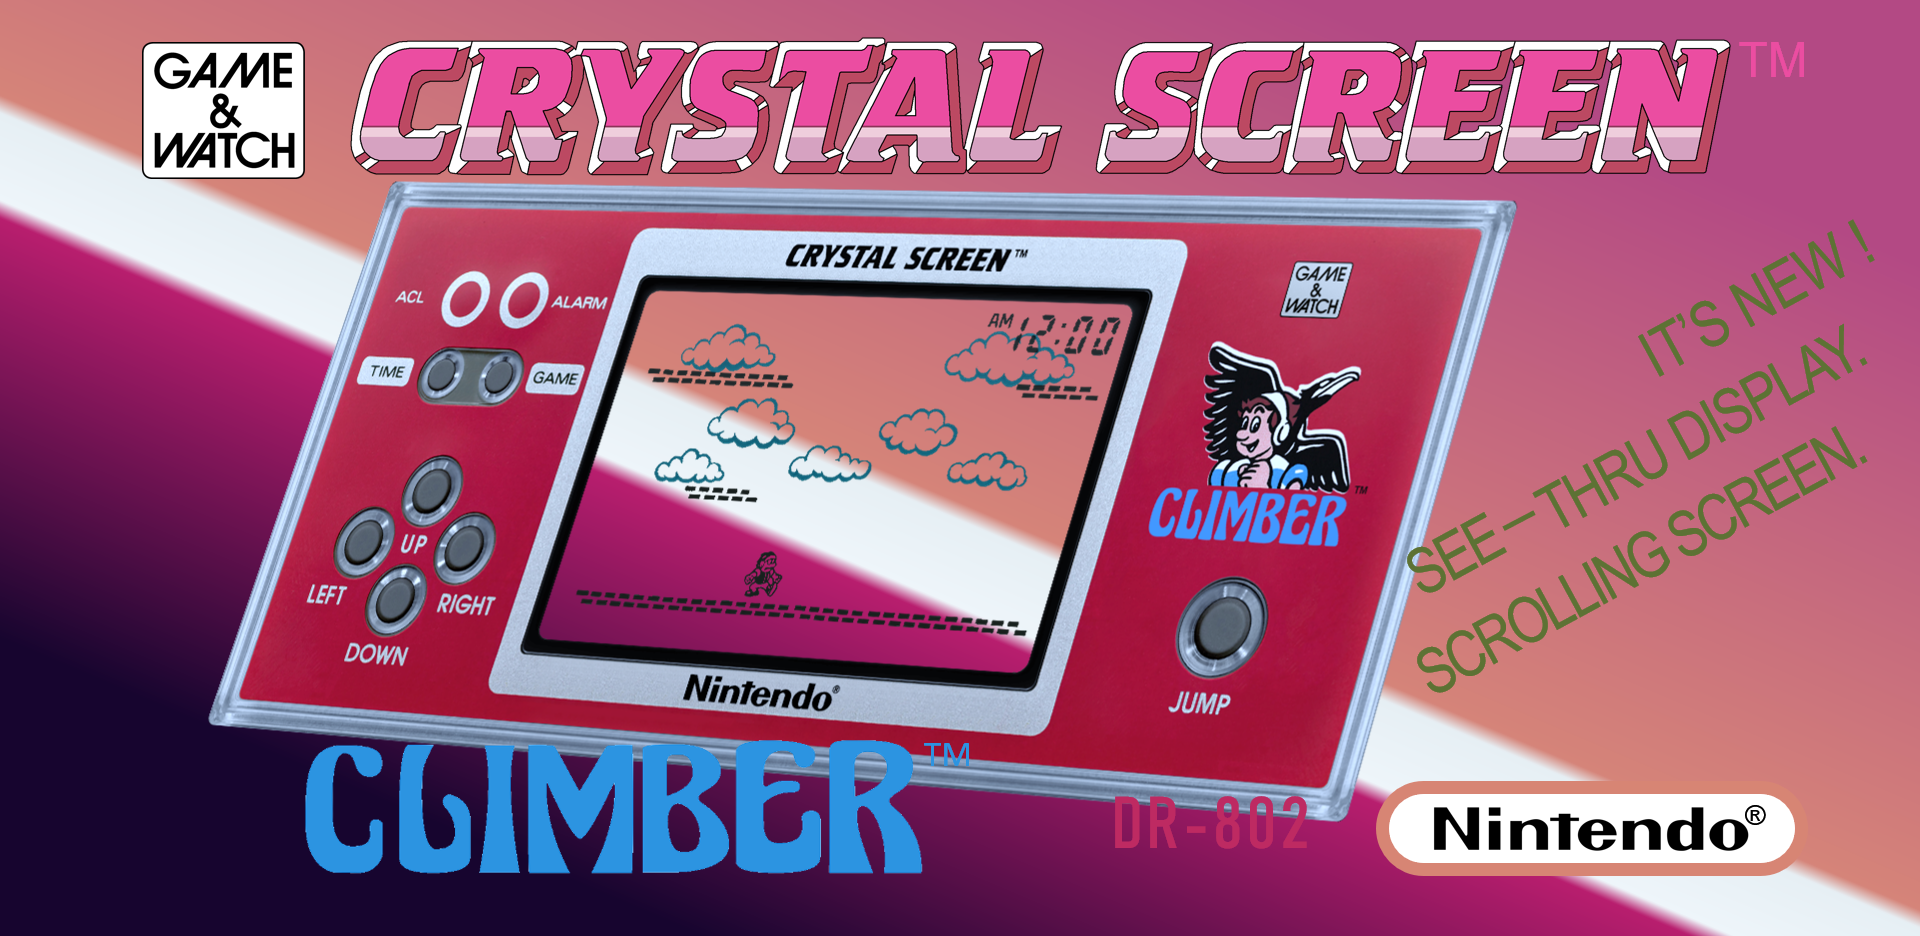 GAME
&
WATCH
CRYSTAL SCREEN™
CRYSTAL SCREEN™
ACL
ALARM
TIME
GAME
AM 12:00
GAME
&
WATCH
CLIMBER™
UP
LEFT
RIGHT
DOWN
JUMP
Nintendo®
IT'S NEW !
SEE–THRU DISPLAY.
SCROLLING SCREEN.
CLIMBER™
DR-802
Nintendo®